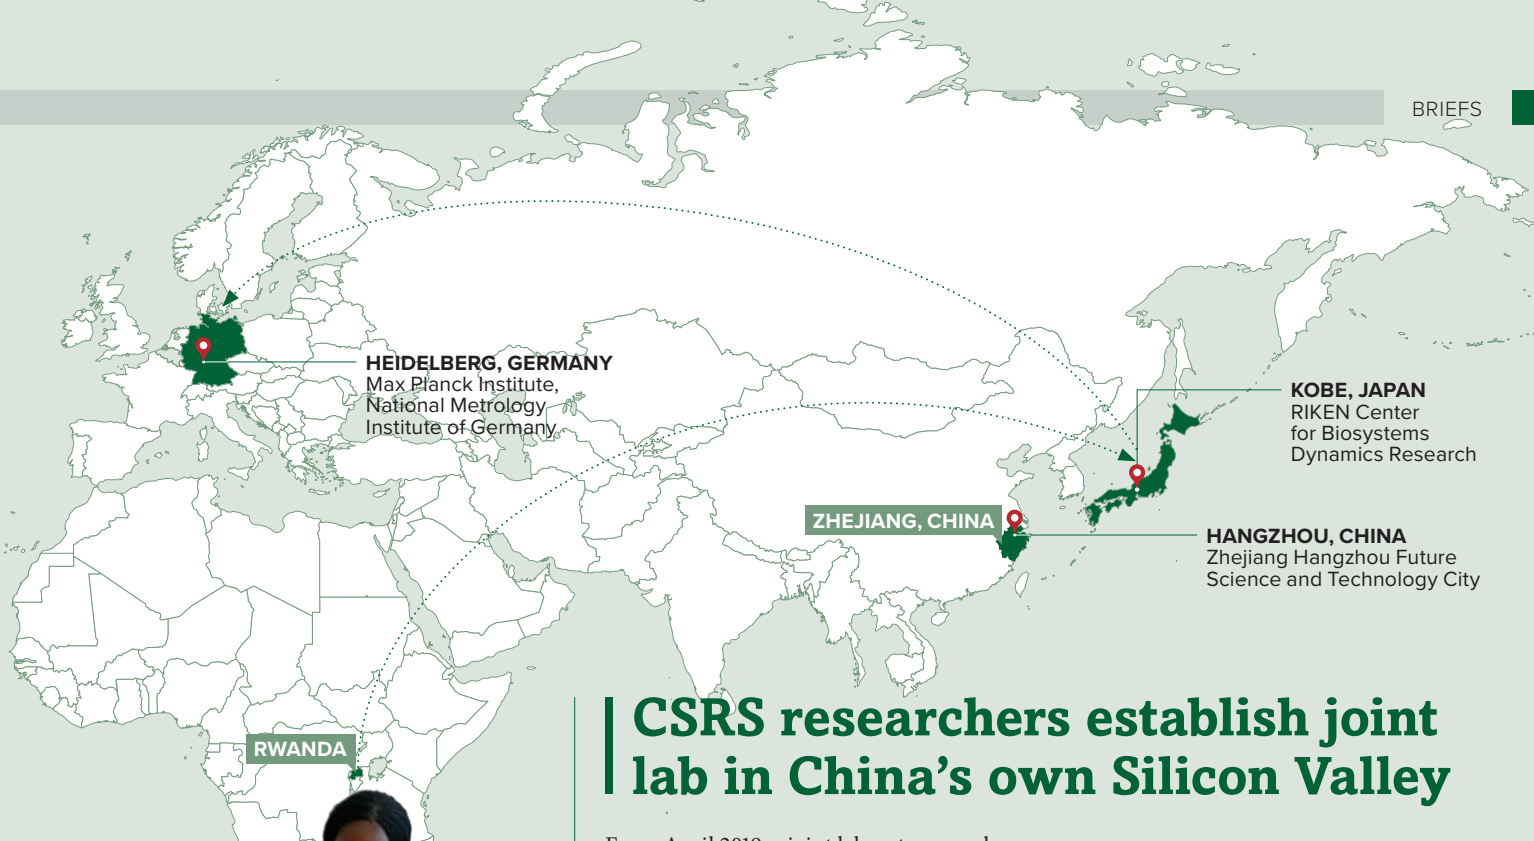 BRIEFS
HEIDELBERG, GERMANY
Max Planck Institute,
National Metrology
Institute of Germany
KOBE, JAPAN
RIKEN Center
for Biosystems
Dynamics Research
ZHEJIANG, CHINA
HANGZHOU, CHINA
Zhejiang Hangzhou Future
Science and Technology City
RWANDA
CSRS researchers establish joint
lab in China’s own Silicon Valley